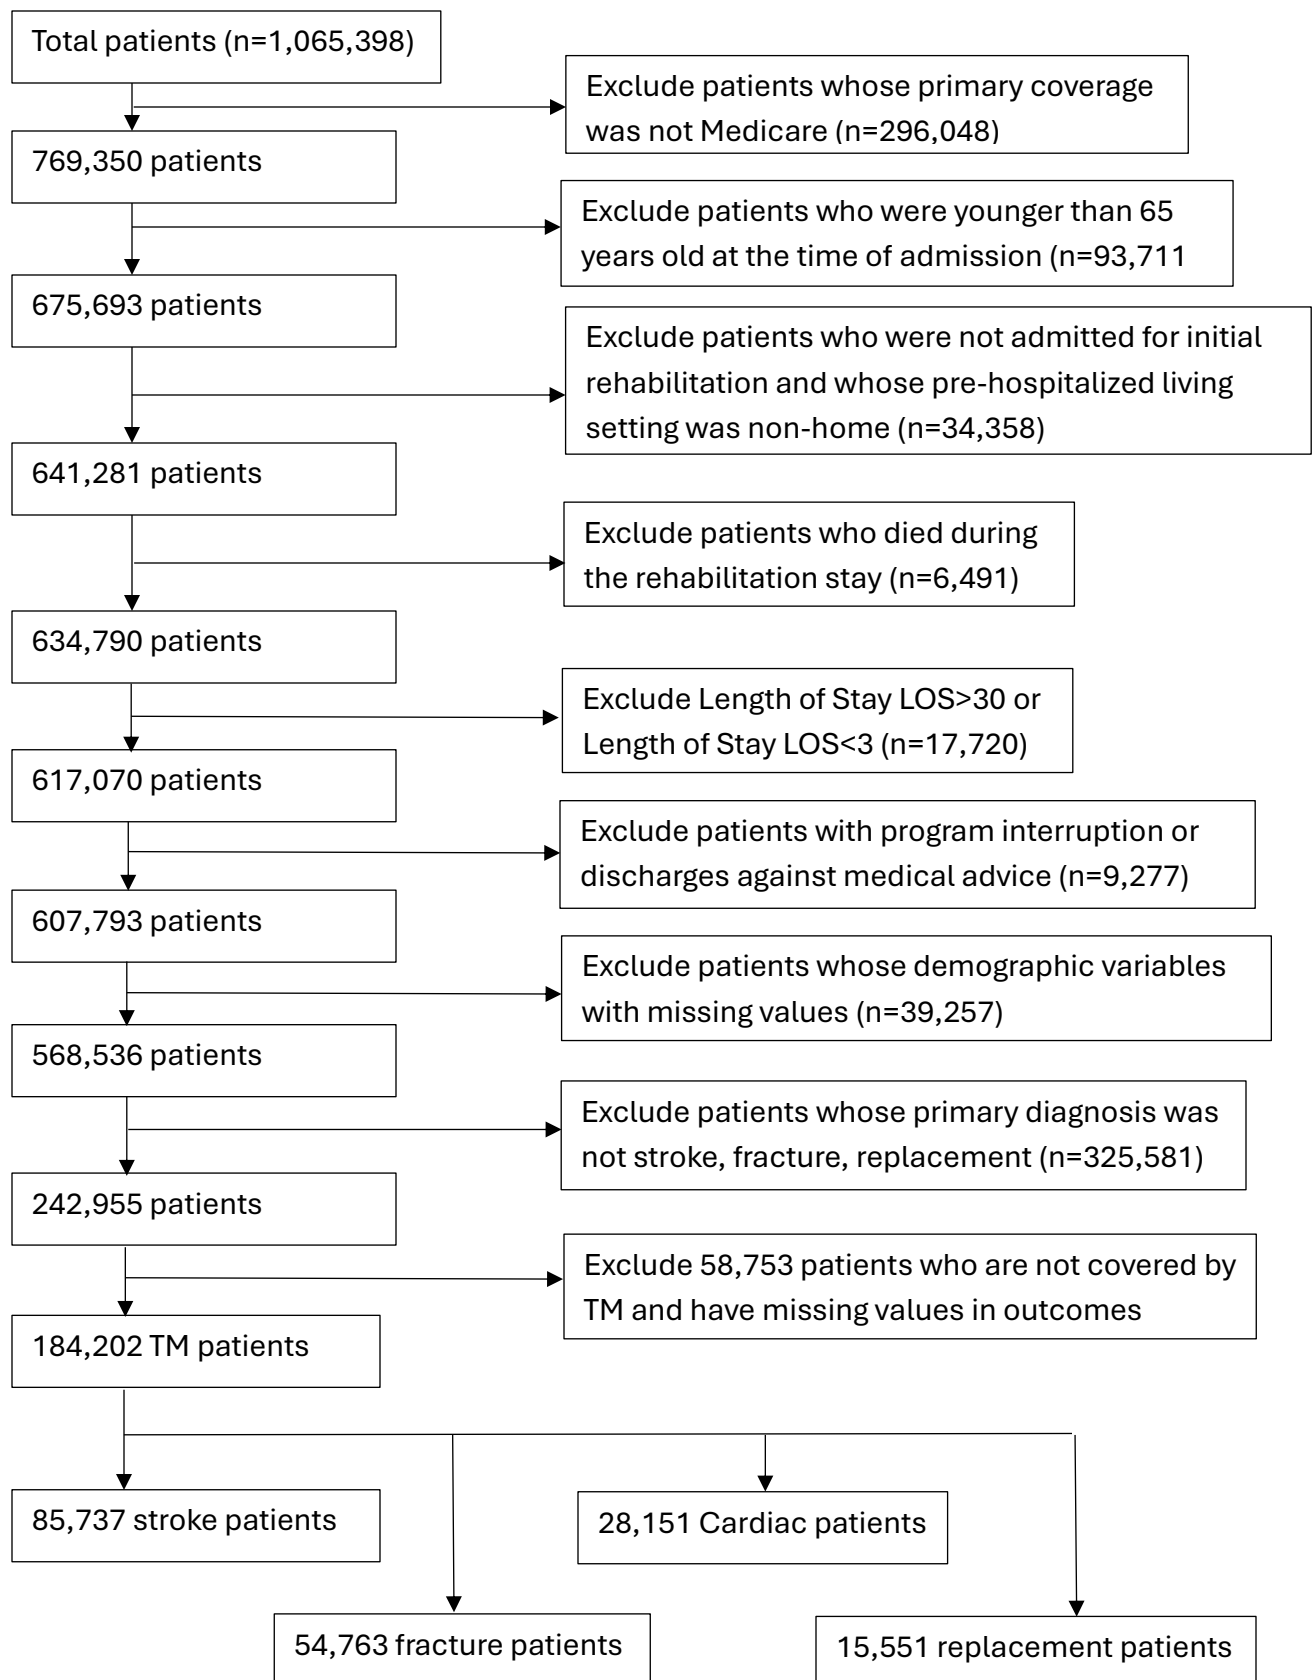 Total patients (n=1,065,398)
Exclude patients whose primary coverage
was not Medicare (n=296,048)
769,350 patients
Exclude patients who were younger than 65
years old at the time of admission (n=93,711
675,693 patients
Exclude patients who were not admitted for initial
rehabilitation and whose pre-hospitalized living
setting was non-home (n=34,358)
641,281 patients
Exclude patients who died during
the rehabilitation stay (n=6,491)
634,790 patients
Exclude Length of Stay LOS>30 or
Length of Stay LOS<3 (n=17,720)
617,070 patients
Exclude patients with program interruption or
discharges against medical advice (n=9,277)
607,793 patients
Exclude patients whose demographic variables
with missing values (n=39,257)
568,536 patients
Exclude patients whose primary diagnosis was
not stroke, fracture, replacement (n=325,581)
242,955 patients
Exclude 58,753 patients who are not covered by
TM and have missing values in outcomes
184,202 TM patients
85,737 stroke patients
28,151 Cardiac patients
54,763 fracture patients
15,551 replacement patients